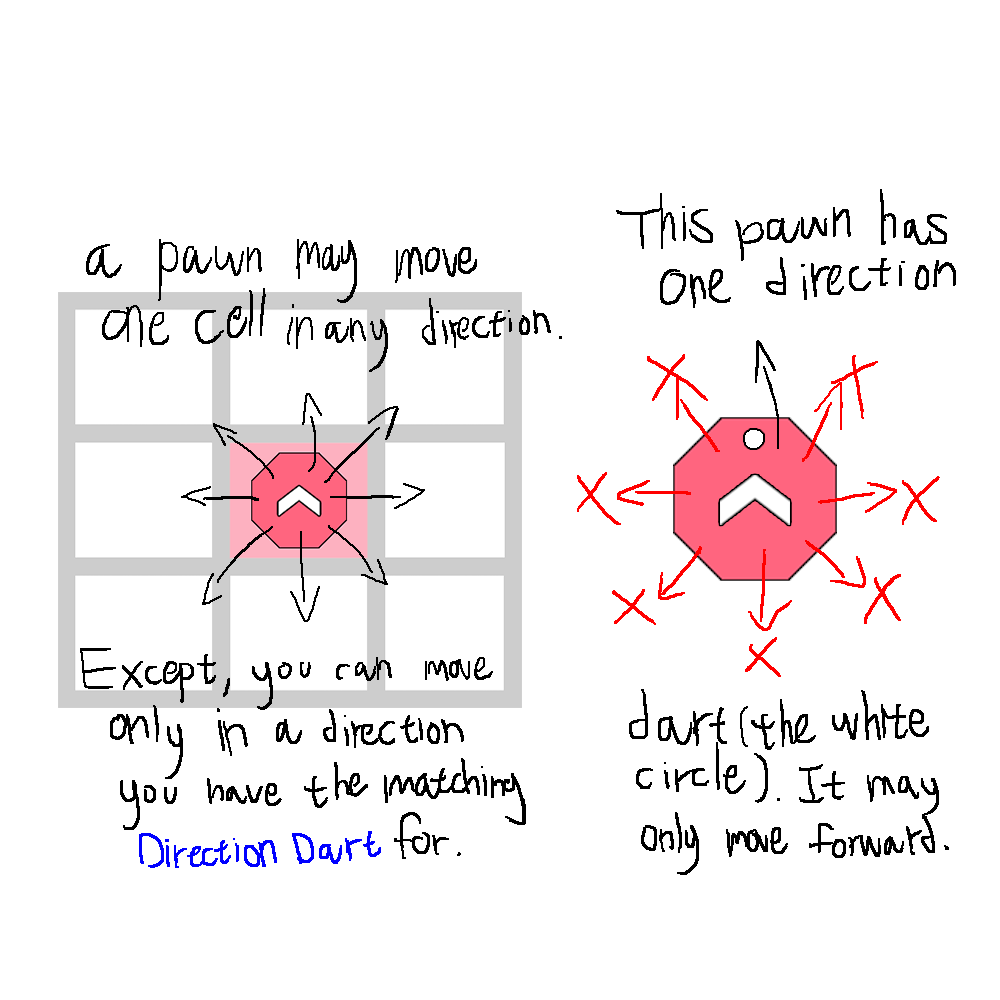 a pawn may move
one cell in any direction.
Except, you can move
only in a direction
you have the matching
Direction Dart for.
This pawn has
one direction
dart (the white
circle). It may
only move forward.